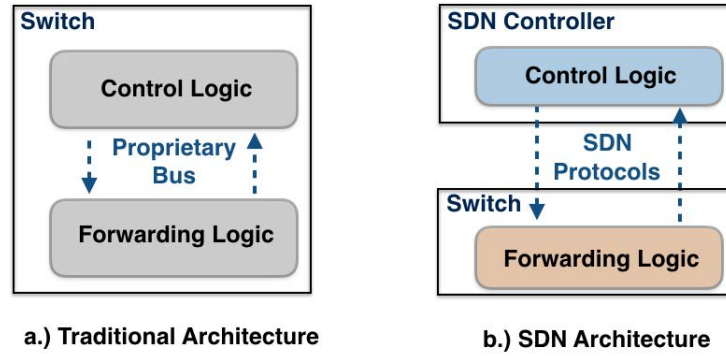 Switch
Control Logic
Proprietary
Bus
Forwarding Logic
a.) Traditional Architecture
SDN Controller
Control Logic
SDN
Protocols
Switch
Forwarding Logic
b.) SDN Architecture